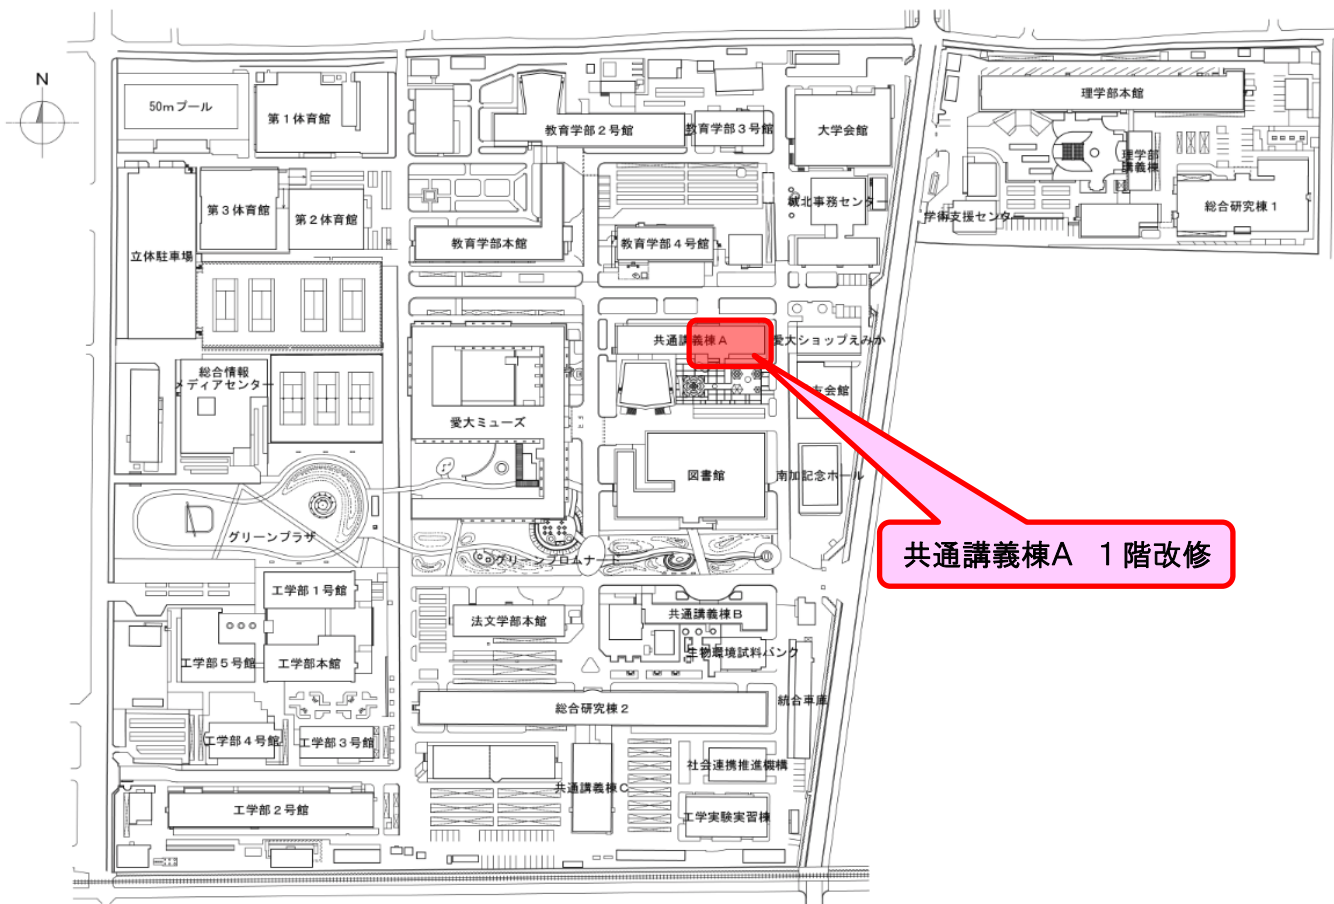 N
50mプール
第1体育館
教育学部2号館
教育学部3号館
大学会館
理学部本館
理学部
講義棟
第3体育館
第2体育館
城北事務センター
学術支援センター
総合研究棟1
立体駐車場
教育学部本館
教育学部4号館
共通講義棟A
愛大ショップえみか
総合情報
メディアセンター
友会館
愛大ミューズ
図書館
南加記念ホール
グリーンプラザ
グリーンプロムナード
共通講義棟A 1階改修
工学部1号館
法文学部本館
共通講義棟B
工学部5号館
工学部本館
生物環境試料バンク
総合研究棟2
統合車庫
工学部4号館
工学部3号館
社会連携推進機構
共通講義棟C
工学部2号館
工学実験実習棟